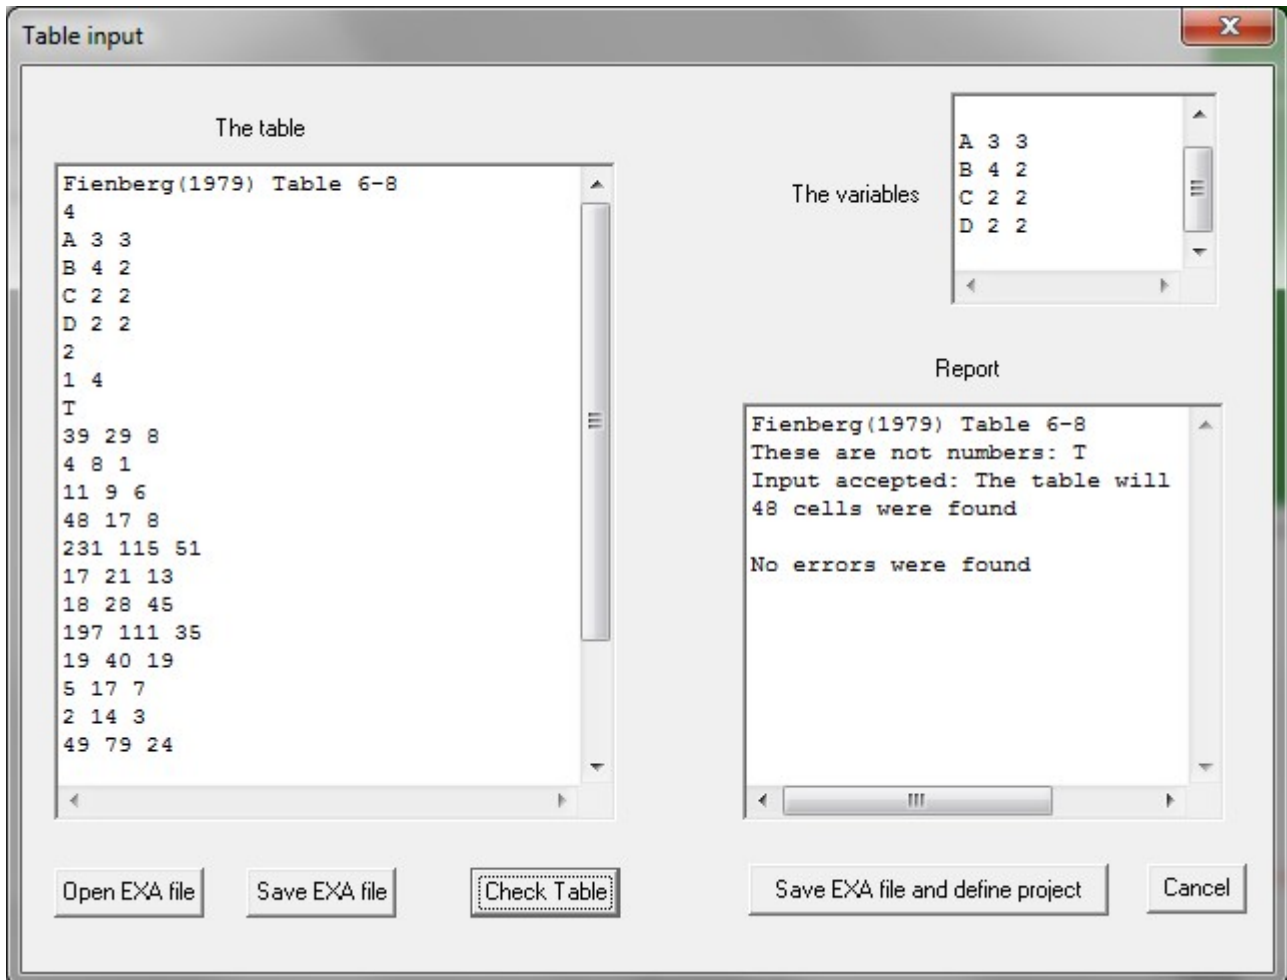 Table input
The table
Fienberg(1979) Table 6-8
4
A 3 3
B 4 2
C 2 2
D 2 2
2
1 4
T
39 29 8
4 8 1
11 9 6
48 17 8
231 115 51
17 21 13
18 28 45
197 111 35
19 40 19
5 17 7
2 14 3
49 79 24
The variables
A 3 3
B 4 2
C 2 2
D 2 2
Report
Fienberg(1979) Table 6-8
These are not numbers: T
Input accepted: The table will
48 cells were found
No errors were found
Open EXA file
Save EXA file
Check Table
Save EXA file and define project
Cancel